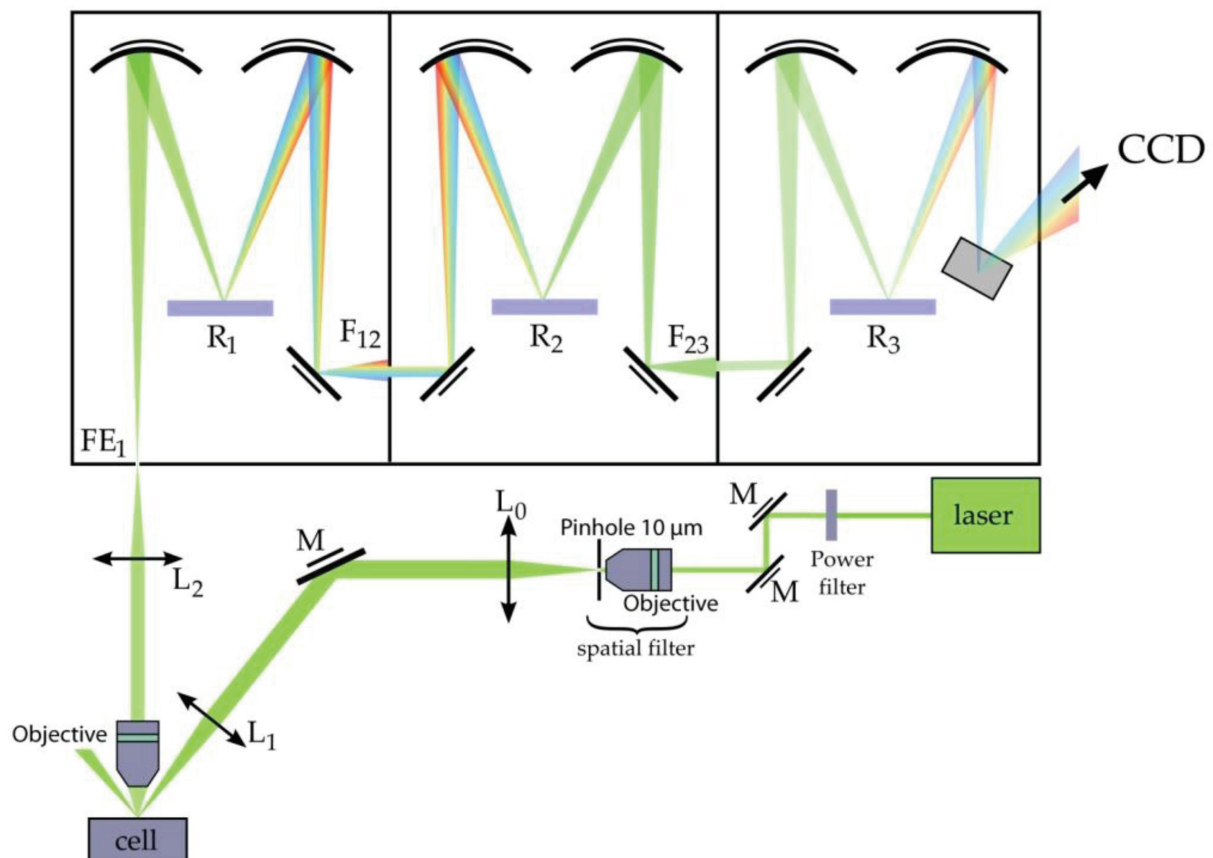 CCD
R₁
F₁₂
R₂
F₂₃
R₃
FE₁
L₀
M
laser
Pinhole 10 µm
M
Power
filter
L₂
Objective
M
spatial filter
Objective
L₁
cell